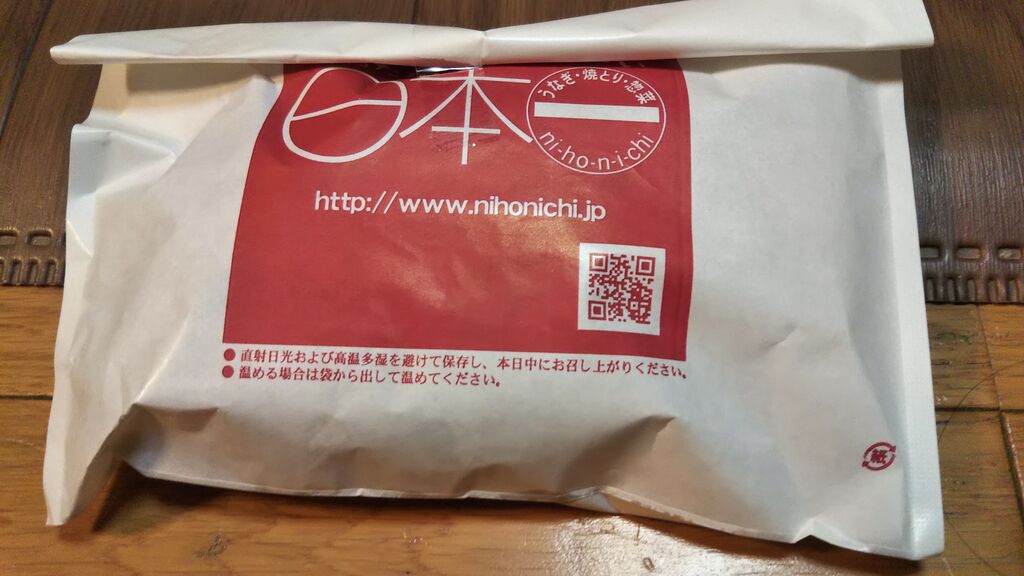 日本一
うなぎ・焼とり・惣菜
ni-ho-n-i-chi
http://www.nihonichi.jp
●直射日光および高温多湿を避けて保存し、本日中にお召し上がりください。
●温める場合は袋から出して温めてください。
紙